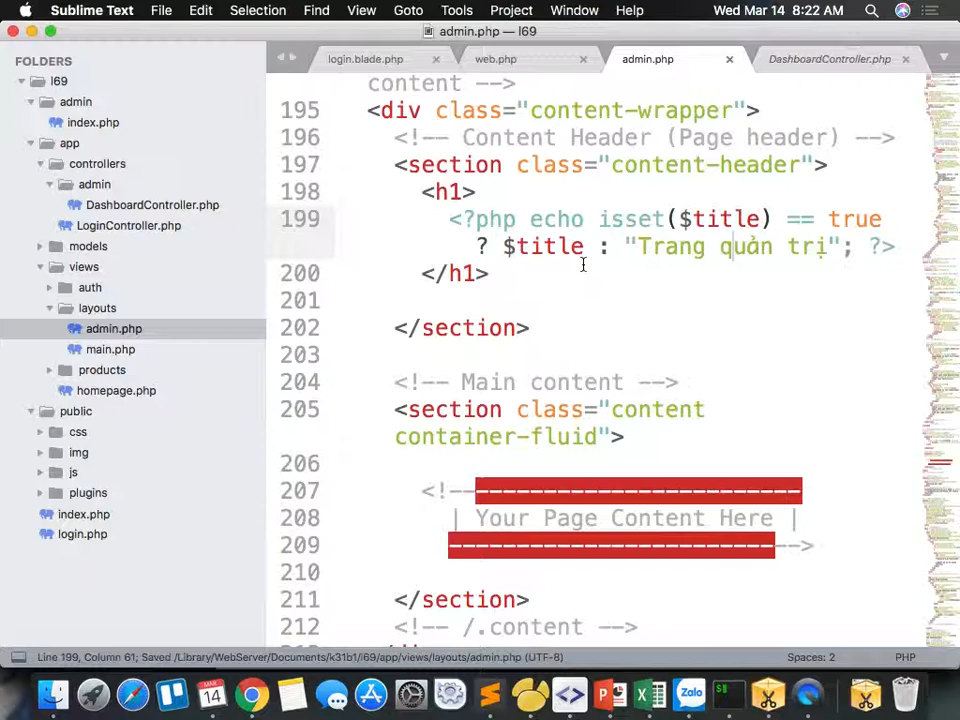 Sublime Text File Edit Selection Find View Goto Tools Project Window Help Wed Mar 14 8:22 AM
admin.php — l69
FOLDERS
l69
admin
index.php
app
controllers
admin
DashboardController.php
LoginController.php
models
views
auth
layouts
admin.php
main.php
products
homepage.php
public
css
img
js
plugins
index.php
login.php
login.blade.php × web.php × admin.php × DashboardController.php ×
content -->
195 <div class="content-wrapper">
196 <!-- Content Header (Page header) -->
197 <section class="content-header">
198 <h1>
199 <?php echo isset($title) == true
? $title : "Trang quản trị"; ?>
200 </h1>
201
202 </section>
203
204 <!-- Main content -->
205 <section class="content
container-fluid">
206
207 <!--------------------------
208 | Your Page Content Here |
209 -------------------------->
210
211 </section>
212 <!-- /.content -->
Line 199, Column 61; Saved /Library/WebServer/Documents/k31b1/l69/app/views/layouts/admin.php (UTF-8) Spaces: 2 PHP
MAR
14
Zalo